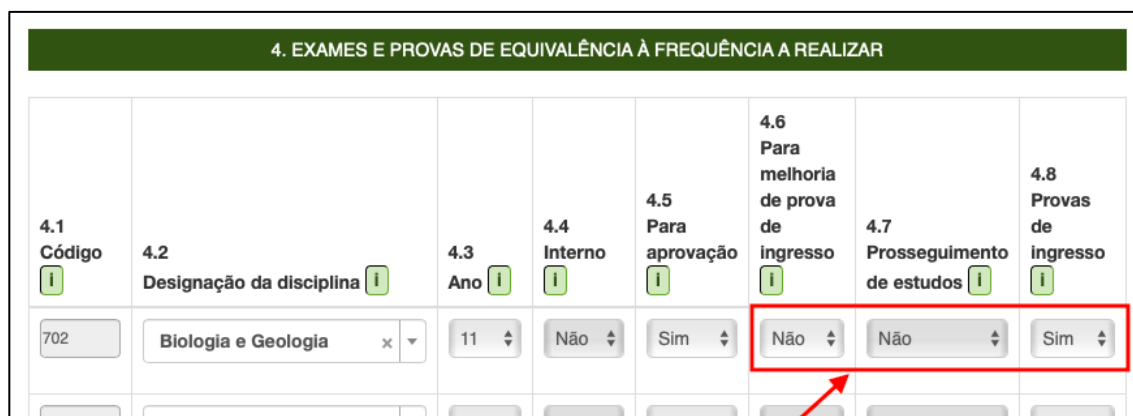 4. EXAMES E PROVAS DE EQUIVALÊNCIA À FREQUÊNCIA A REALIZAR
4.1
Código
i
4.2
Designação da disciplina i
4.3
Ano i
4.4
Interno
i
4.5
Para
aprovação
i
4.6
Para
melhoria
de prova
de
ingresso
i
4.7
Prosseguimento
de estudos i
4.8
Provas
de
ingresso
i
702
Biologia e Geologia ×
11
Não
Sim
Não
Não
Sim